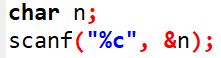 char n;
scanf("%c", &n);